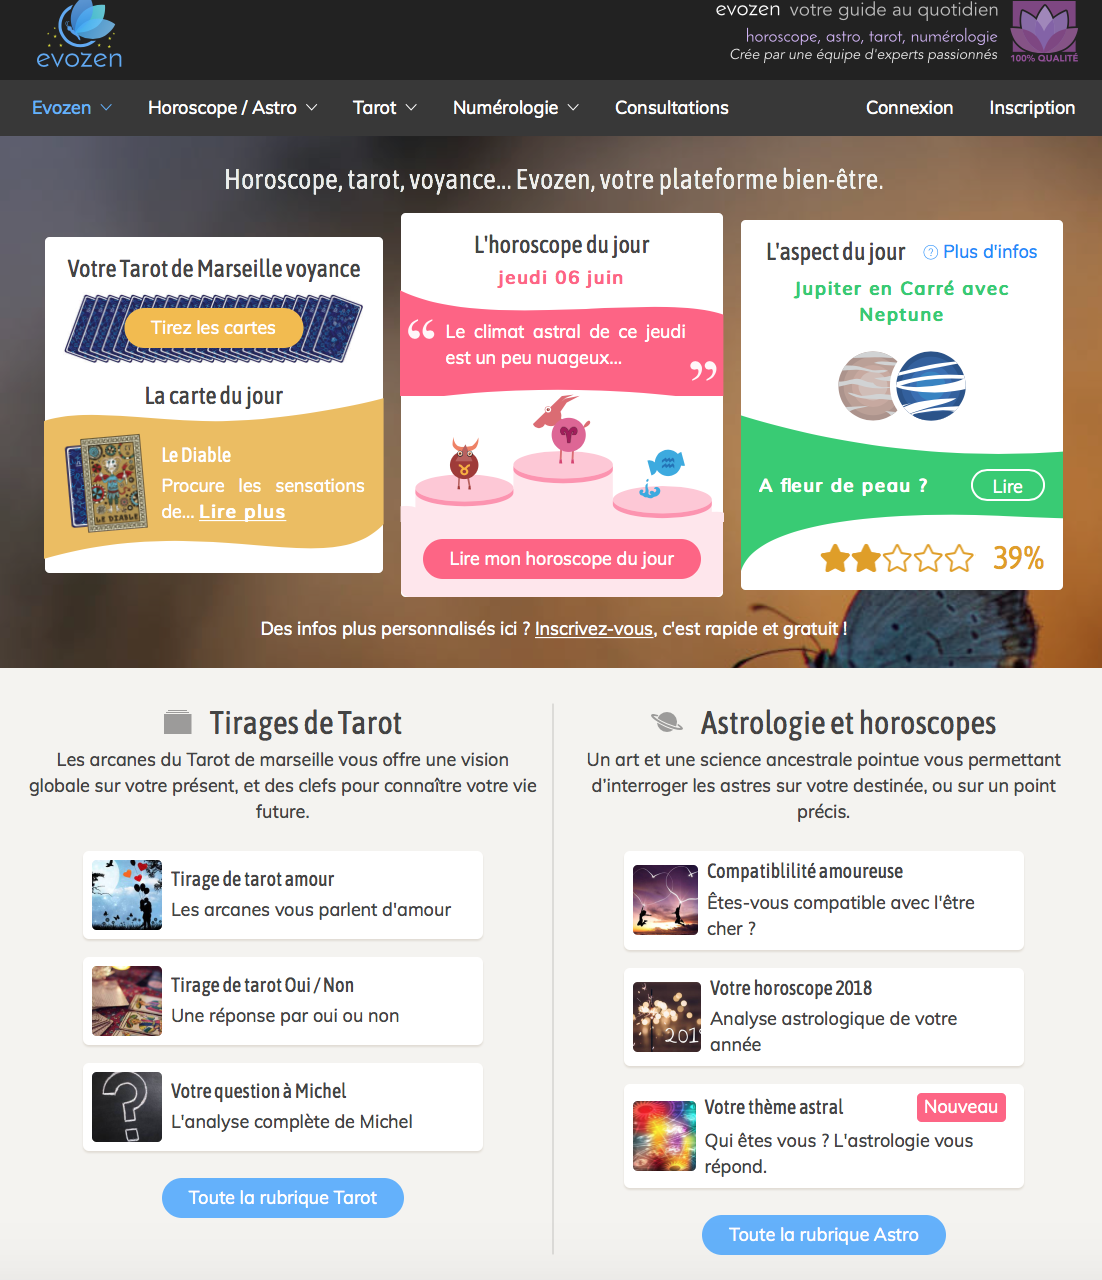 evozen
evozen votre guide au quotidien
horoscope, astro, tarot, numérologie
Crée par une équipe d'experts passionnés
100% QUALITÉ
Evozen
Horoscope / Astro
Tarot
Numérologie
Consultations
Connexion
Inscription
Horoscope, tarot, voyance... Evozen, votre plateforme bien-être.
Votre Tarot de Marseille voyance
Tirez les cartes
La carte du jour
LE DIABLE
Le Diable
Procure les sensations
de... Lire plus
L'horoscope du jour
jeudi 06 juin
“ Le climat astral de ce jeudi
est un peu nuageux... ”
Lire mon horoscope du jour
L'aspect du jour
? Plus d'infos
Jupiter en Carré avec
Neptune
A fleur de peau ?
Lire
39%
Des infos plus personnalisés ici ? Inscrivez-vous, c'est rapide et gratuit !
Tirages de Tarot
Les arcanes du Tarot de marseille vous offre une vision
globale sur votre présent, et des clefs pour connaître votre vie
future.
Tirage de tarot amour
Les arcanes vous parlent d'amour
Tirage de tarot Oui / Non
Une réponse par oui ou non
?
Votre question à Michel
L'analyse complète de Michel
Toute la rubrique Tarot
Astrologie et horoscopes
Un art et une science ancestrale pointue vous permettant
d'interroger les astres sur votre destinée, ou sur un point
précis.
Compatiblilité amoureuse
Êtes-vous compatible avec l'être
cher ?
Votre horoscope 2018
Analyse astrologique de votre
année
Votre thème astral
Nouveau
Qui êtes vous ? L'astrologie vous
répond.
Toute la rubrique Astro